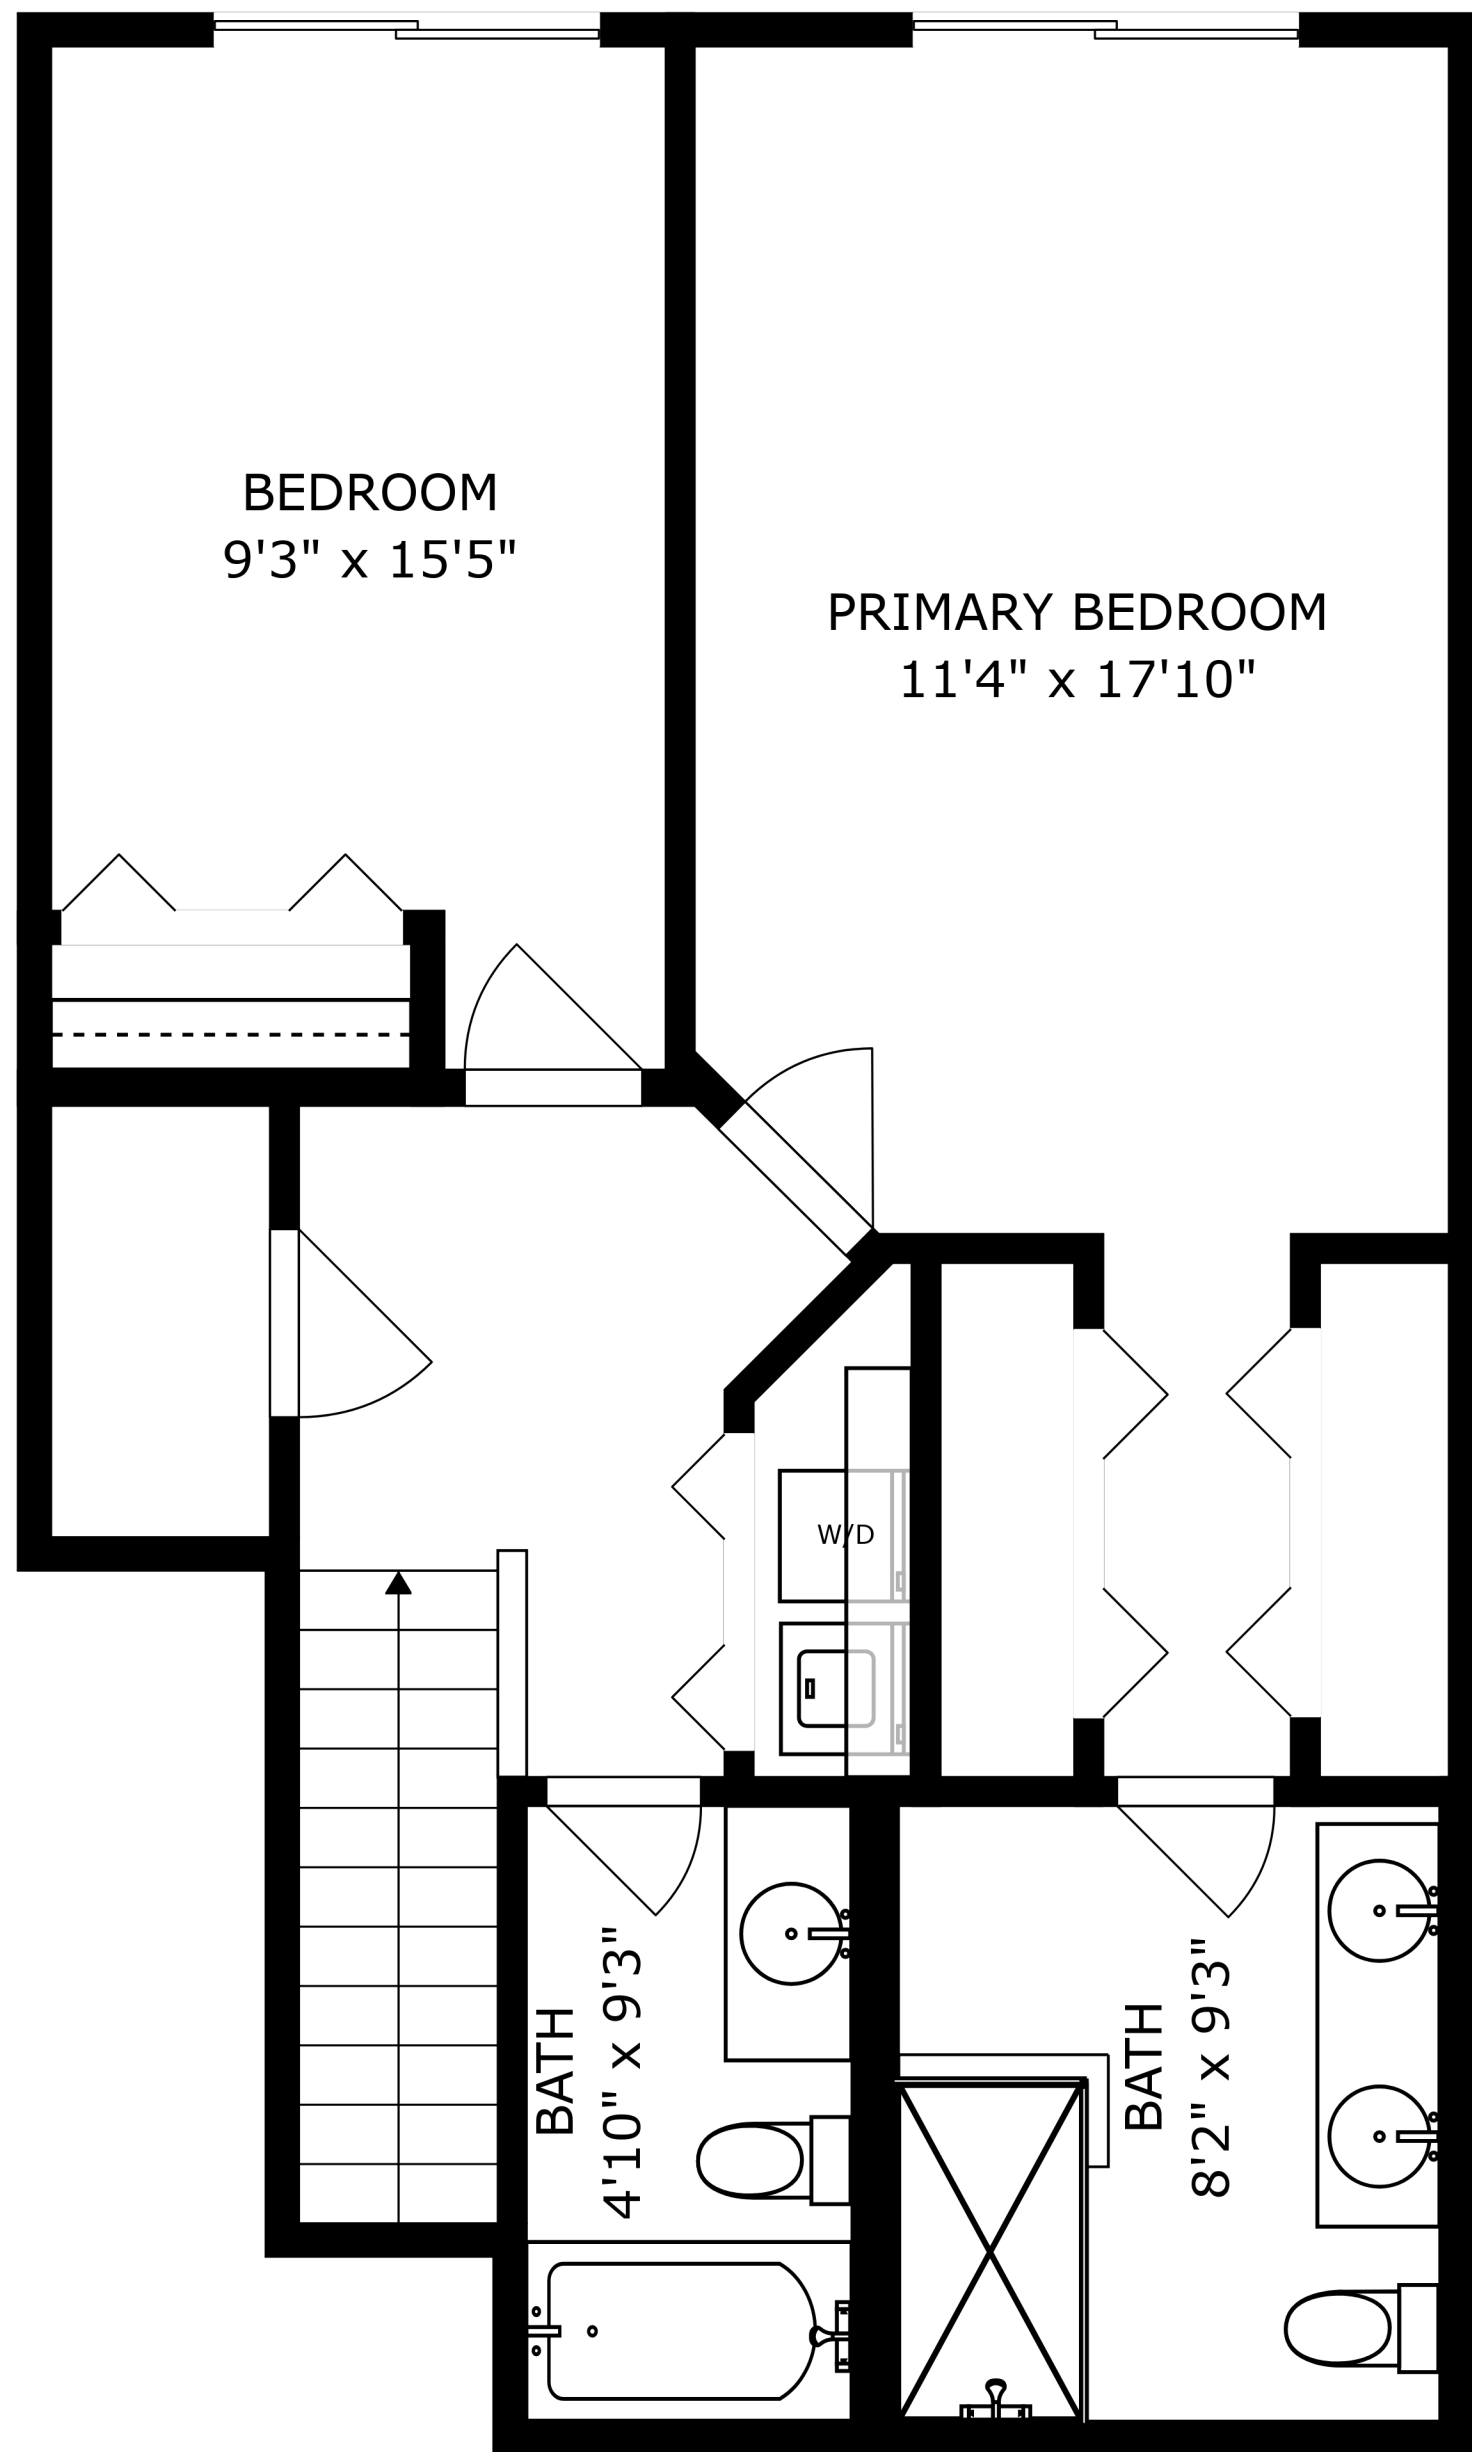 BEDROOM
9'3" x 15'5"
PRIMARY BEDROOM
11'4" x 17'10"
W/D
BATH
4'10" x 9'3"
BATH
8'2" x 9'3"